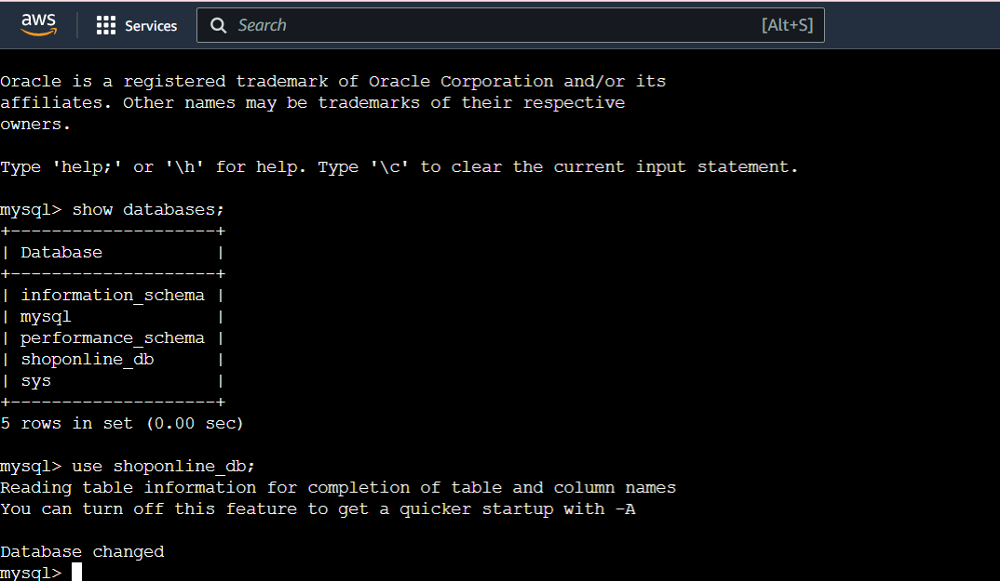 aws Services Search [Alt+S]
Oracle is a registered trademark of Oracle Corporation and/or its
affiliates. Other names may be trademarks of their respective
owners.
Type 'help;' or '\h' for help. Type '\c' to clear the current input statement.
mysql> show databases;
+--------------------+
| Database           |
+--------------------+
| information_schema |
| mysql              |
| performance_schema |
| shoponline_db      |
| sys                |
+--------------------+
5 rows in set (0.00 sec)
mysql> use shoponline_db;
Reading table information for completion of table and column names
You can turn off this feature to get a quicker startup with -A
Database changed
mysql>